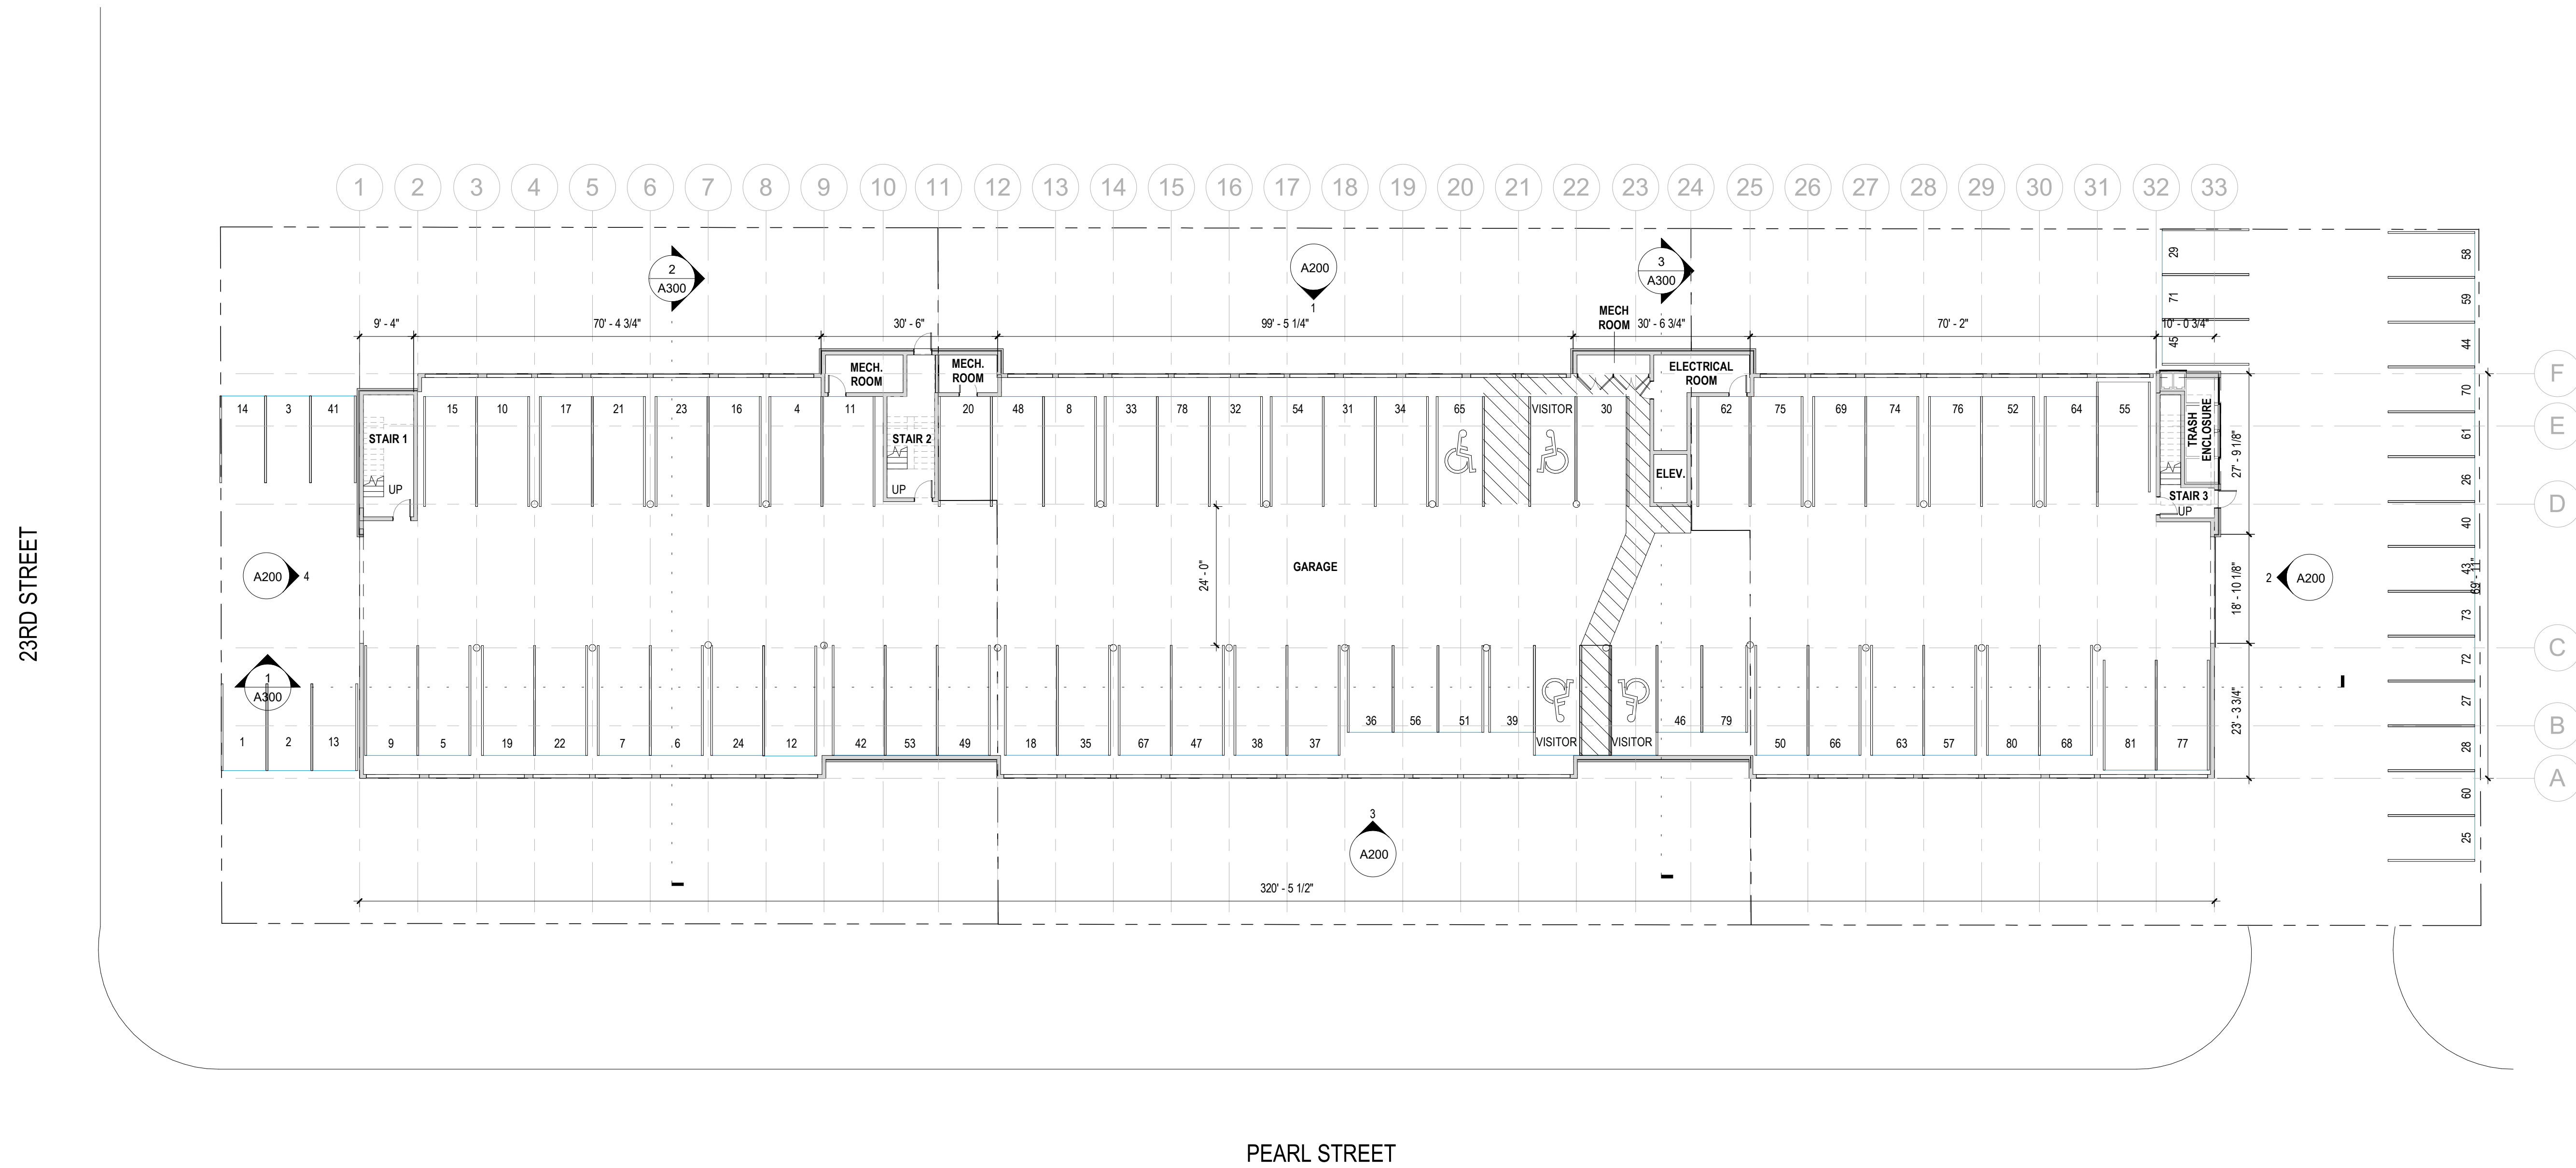 1 2 3 4 5 6 7 8 9 10 11 12 13 14 15 16 17 18 19 20 21 22 23 24 25 26 27 28 29 30 31 32 33
2
A300
A200
1
3
A300
29
71
45
58
59
44
70
61
26
40
43
69' - 11"
73
72
27
28
60
25
9' - 4"
70' - 4 3/4"
30' - 6"
99' - 5 1/4"
MECH
ROOM
30' - 6 3/4"
70' - 2"
10' - 0 3/4"
MECH.
ROOM
MECH.
ROOM
ELECTRICAL
ROOM
F
14 3 41
15 10 17 21 23 16 4 11
20 48 8 33 78 32 54 31 34 65 VISITOR 30
62 75 69 74 76 52 64 55
STAIR 1
UP
STAIR 2
UP
ELEV.
TRASH
ENCLOSURE
STAIR 3
UP
27' - 9 1/8"
E
D
23RD STREET
A200
4
24' - 0"
GARAGE
18' - 10 1/8"
2
A200
C
1
A300
23' - 3 3/4"
36 56 51 39
46 79
B
1 2 13
9 5 19 22 7 6 24 12 42 53 49 18 35 67 47 38 37
VISITOR
VISITOR
50 66 63 57 80 68 81 77
A
3
A200
320' - 5 1/2"
PEARL STREET